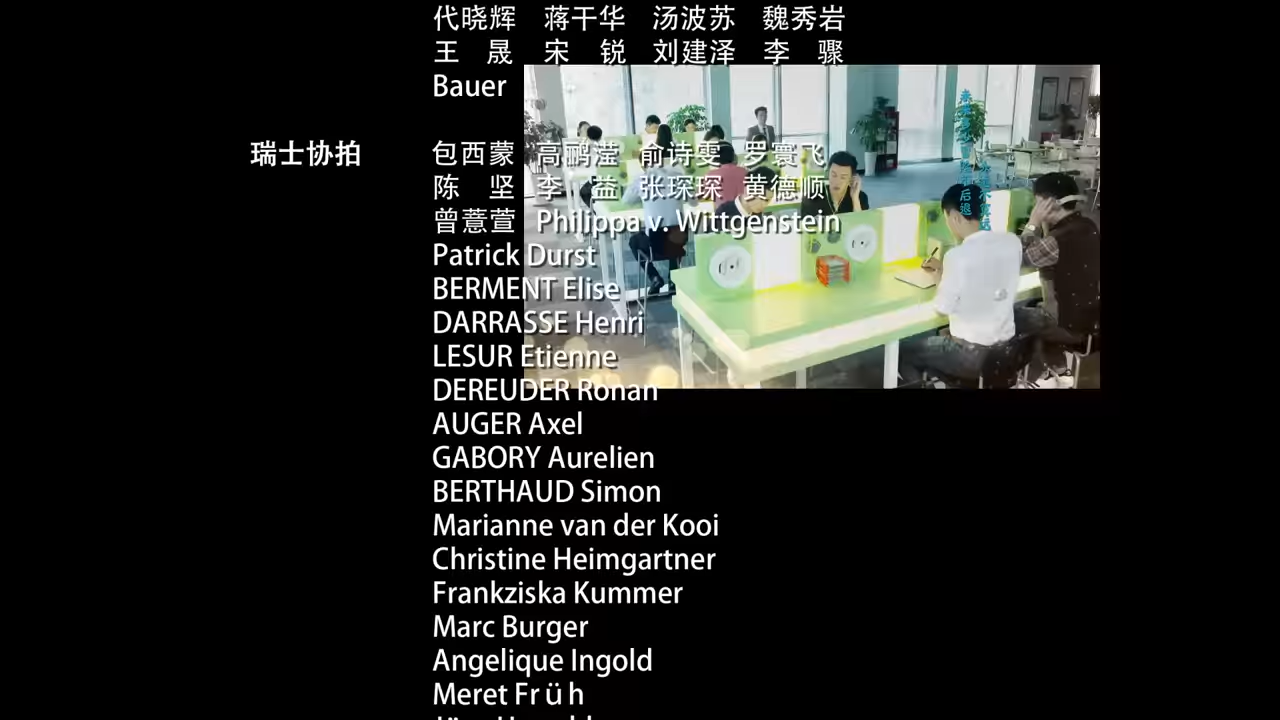 代晓辉 蒋干华 汤波苏 魏秀岩
王 晟 宋 锐 刘建泽 李 骤
Bauer
瑞士协拍 包西蒙 高鹂滢 俞诗雯 罗寰飞
陈 坚 李 益 张琛琛 黄德顺
曾薏萱 Philippa v. Wittgenstein
Patrick Durst
BERMENT Elise
DARRASSE Henri
LESUR Etienne
DEREUDER Ronan
AUGER Axel
GABORY Aurelien
BERTHAUD Simon
Marianne van der Kooi
Christine Heimgartner
Frankziska Kummer
Marc Burger
Angelique Ingold
Meret Früh